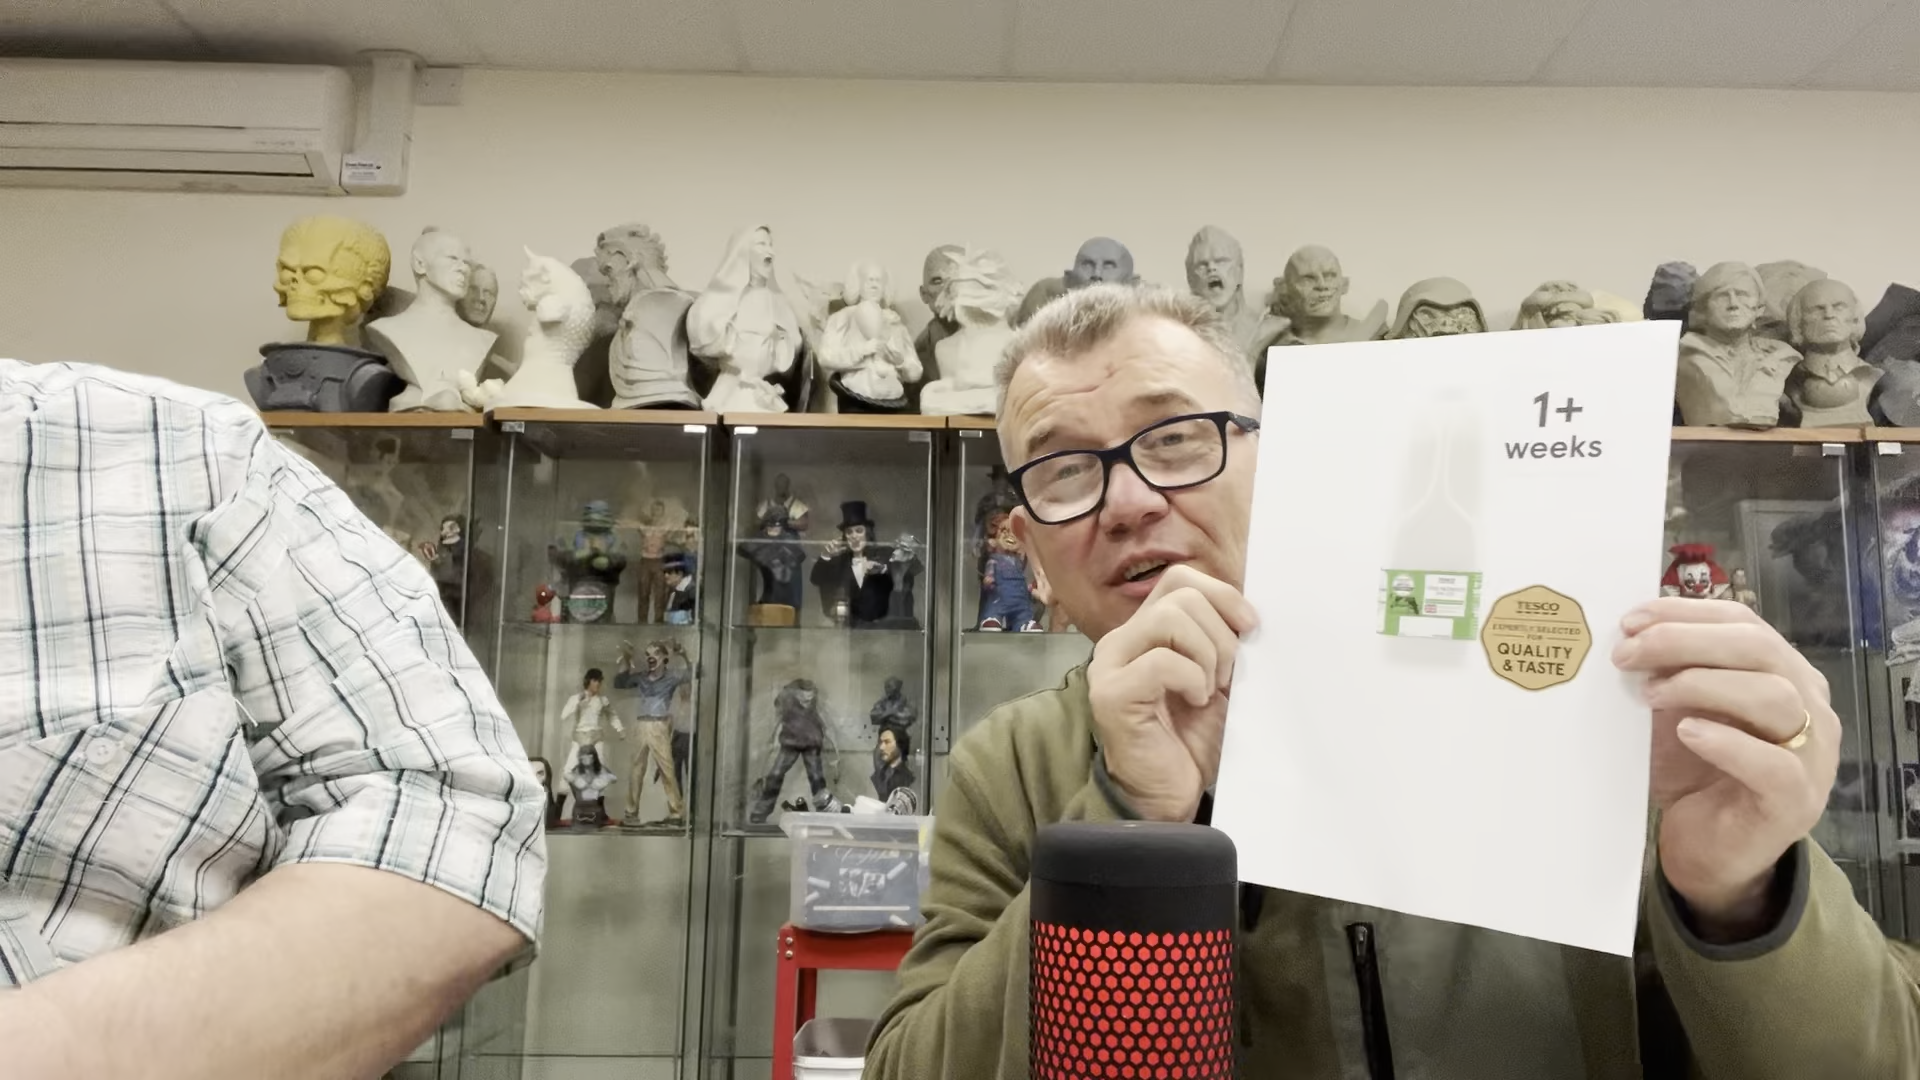 1+
weeks
TESCO
EXPERTLY SELECTED
FOR
QUALITY
& TASTE